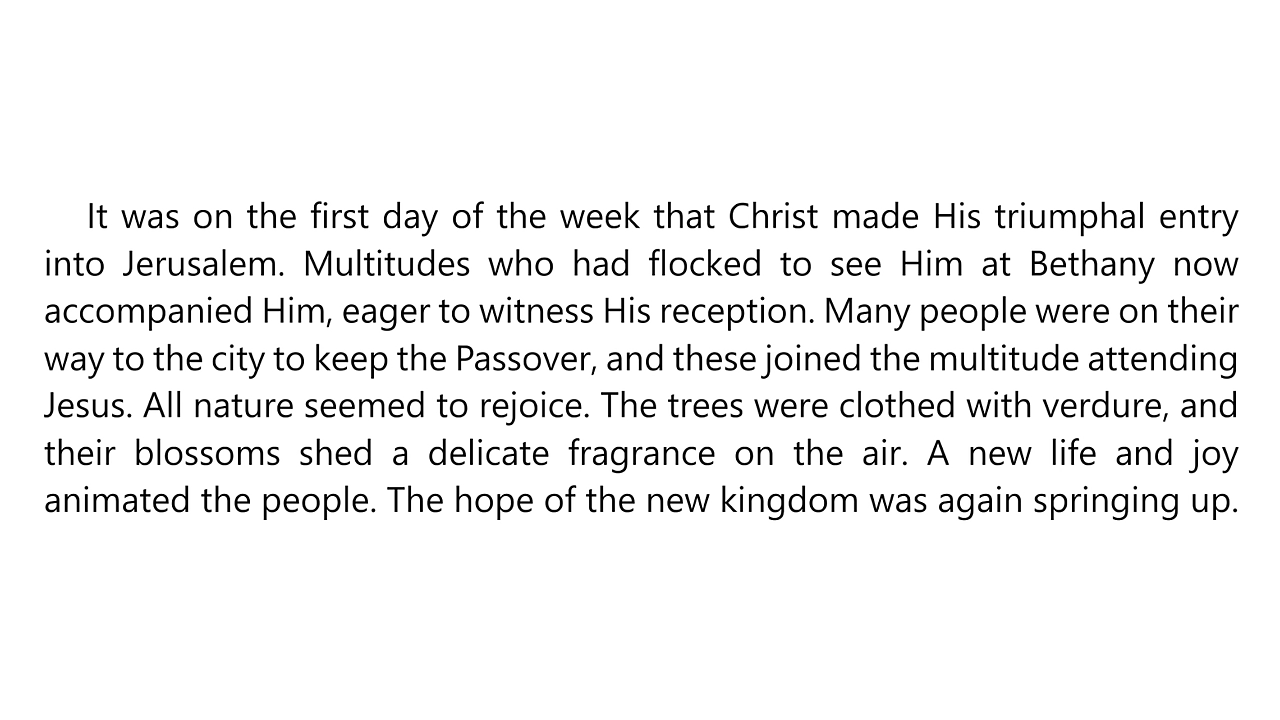 It was on the first day of the week that Christ made His triumphal entry
into Jerusalem. Multitudes who had flocked to see Him at Bethany now
accompanied Him, eager to witness His reception. Many people were on their
way to the city to keep the Passover, and these joined the multitude attending
Jesus. All nature seemed to rejoice. The trees were clothed with verdure, and
their blossoms shed a delicate fragrance on the air. A new life and joy
animated the people. The hope of the new kingdom was again springing up.